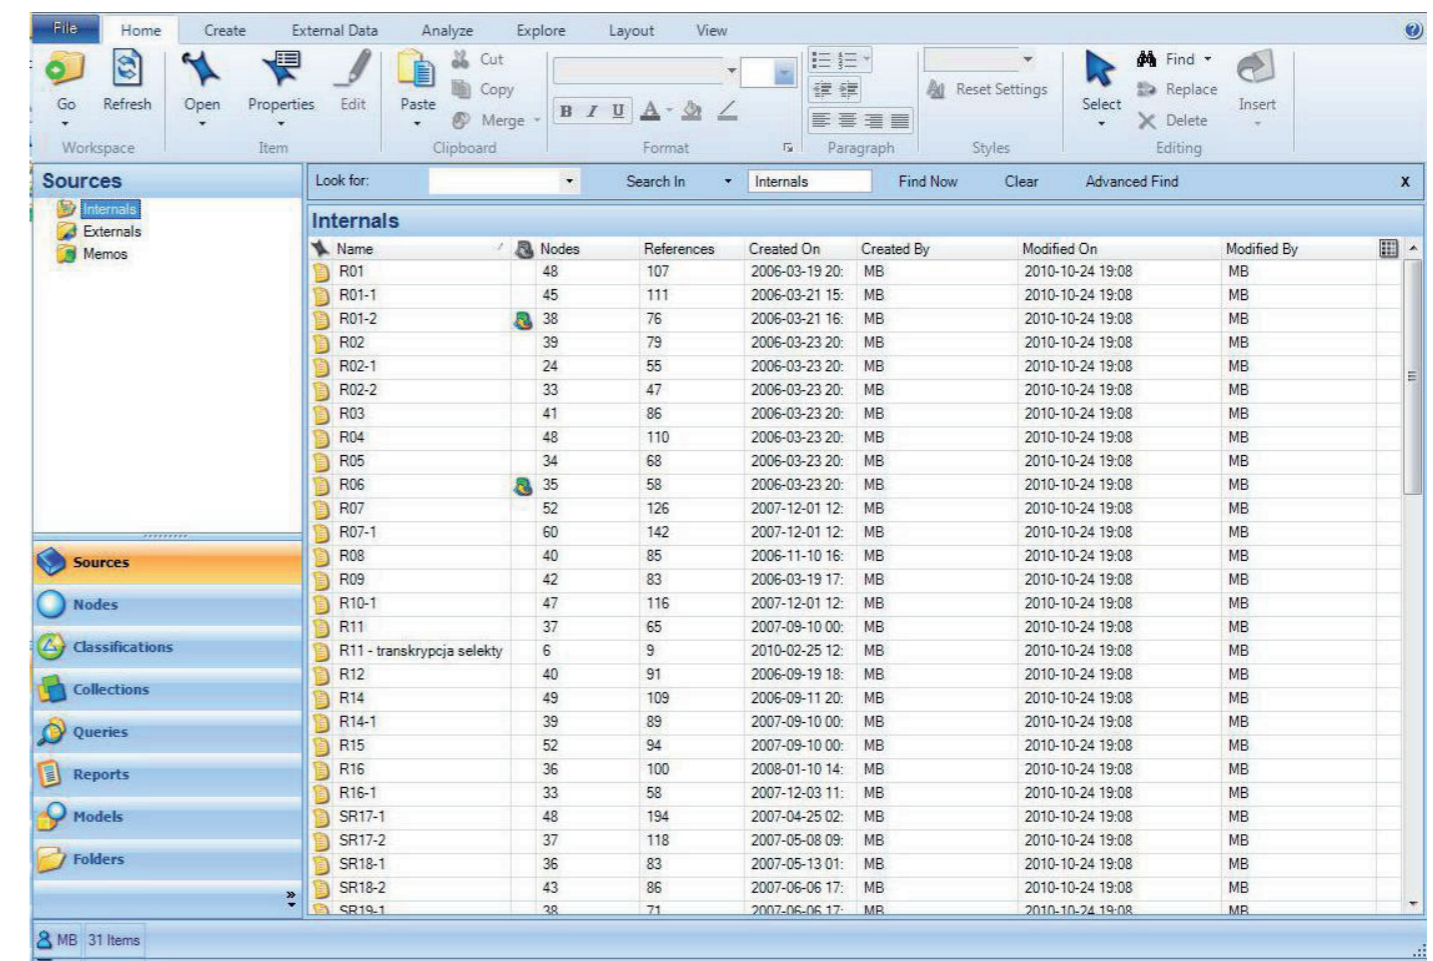 File Home Create External Data Analyze Explore Layout View
Go Refresh Open Properties Edit Paste Cut Copy Merge B I U A Reset Settings Select Find Replace Delete Insert
Workspace Item Clipboard Format Paragraph Styles Editing
Sources
Internals
Externals
Memos
Look for: Search In Internals Find Now Clear Advanced Find x
Internals
Name Nodes References Created On Created By Modified On Modified By
R01 48 107 2006-03-19 20: MB 2010-10-24 19:08 MB
R01-1 45 111 2006-03-21 15: MB 2010-10-24 19:08 MB
R01-2 38 76 2006-03-21 16: MB 2010-10-24 19:08 MB
R02 39 79 2006-03-23 20: MB 2010-10-24 19:08 MB
R02-1 24 55 2006-03-23 20: MB 2010-10-24 19:08 MB
R02-2 33 47 2006-03-23 20: MB 2010-10-24 19:08 MB
R03 41 86 2006-03-23 20: MB 2010-10-24 19:08 MB
R04 48 110 2006-03-23 20: MB 2010-10-24 19:08 MB
R05 34 68 2006-03-23 20: MB 2010-10-24 19:08 MB
R06 35 58 2006-03-23 20: MB 2010-10-24 19:08 MB
R07 52 126 2007-12-01 12: MB 2010-10-24 19:08 MB
R07-1 60 142 2007-12-01 12: MB 2010-10-24 19:08 MB
R08 40 85 2006-11-10 16: MB 2010-10-24 19:08 MB
R09 42 83 2006-03-19 17: MB 2010-10-24 19:08 MB
R10-1 47 116 2007-12-01 12: MB 2010-10-24 19:08 MB
R11 37 65 2007-09-10 00: MB 2010-10-24 19:08 MB
R11 - transkrypcja selekty 6 9 2010-02-25 12: MB 2010-10-24 19:08 MB
R12 40 91 2006-09-19 18: MB 2010-10-24 19:08 MB
R14 49 109 2006-09-11 20: MB 2010-10-24 19:08 MB
R14-1 39 89 2007-09-10 00: MB 2010-10-24 19:08 MB
R15 52 94 2007-09-10 00: MB 2010-10-24 19:08 MB
R16 36 100 2008-01-10 14: MB 2010-10-24 19:08 MB
R16-1 33 58 2007-12-03 11: MB 2010-10-24 19:08 MB
SR17-1 48 194 2007-04-25 02: MB 2010-10-24 19:08 MB
SR17-2 37 118 2007-05-08 09: MB 2010-10-24 19:08 MB
SR18-1 36 83 2007-05-13 01: MB 2010-10-24 19:08 MB
SR18-2 43 86 2007-06-06 17: MB 2010-10-24 19:08 MB
SR19-1 38 71 2007-06-06 17: MB 2010-10-24 19:08 MB
Sources
Nodes
Classifications
Collections
Queries
Reports
Models
Folders
MB 31 Items